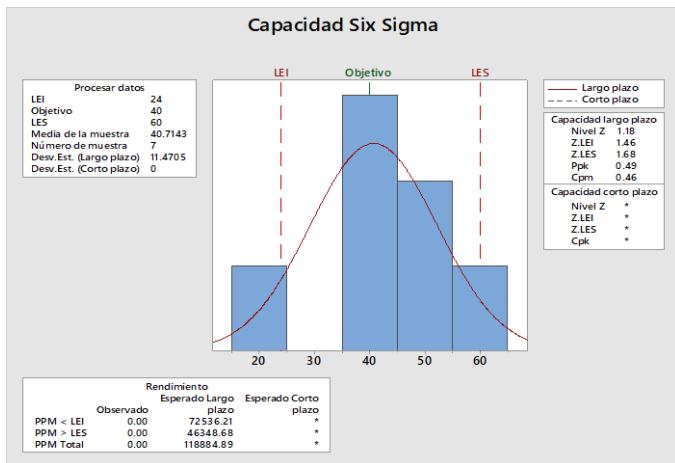 Capacidad Six Sigma
LEI Objetivo LES
Procesar datos
LEI 24
Objetivo 40
LES 60
Media de la muestra 40.7143
Número de muestra 7
Desv.Est. (Largo plazo) 11.4705
Desv.Est. (Corto plazo) 0
Largo plazo
Corto plazo
Capacidad largo plazo
Nivel Z 1.18
Z.LEI 1.46
Z.LES 1.68
Ppk 0.49
Cpm 0.46
Capacidad corto plazo
Nivel Z *
Z.LEI *
Z.LES *
Cpk *
20 30 40 50 60
Rendimiento
Esperado Largo Esperado Corto
Observado plazo plazo
PPM < LEI 0.00 72536.21 *
PPM > LES 0.00 46348.68 *
PPM Total 0.00 118884.89 *